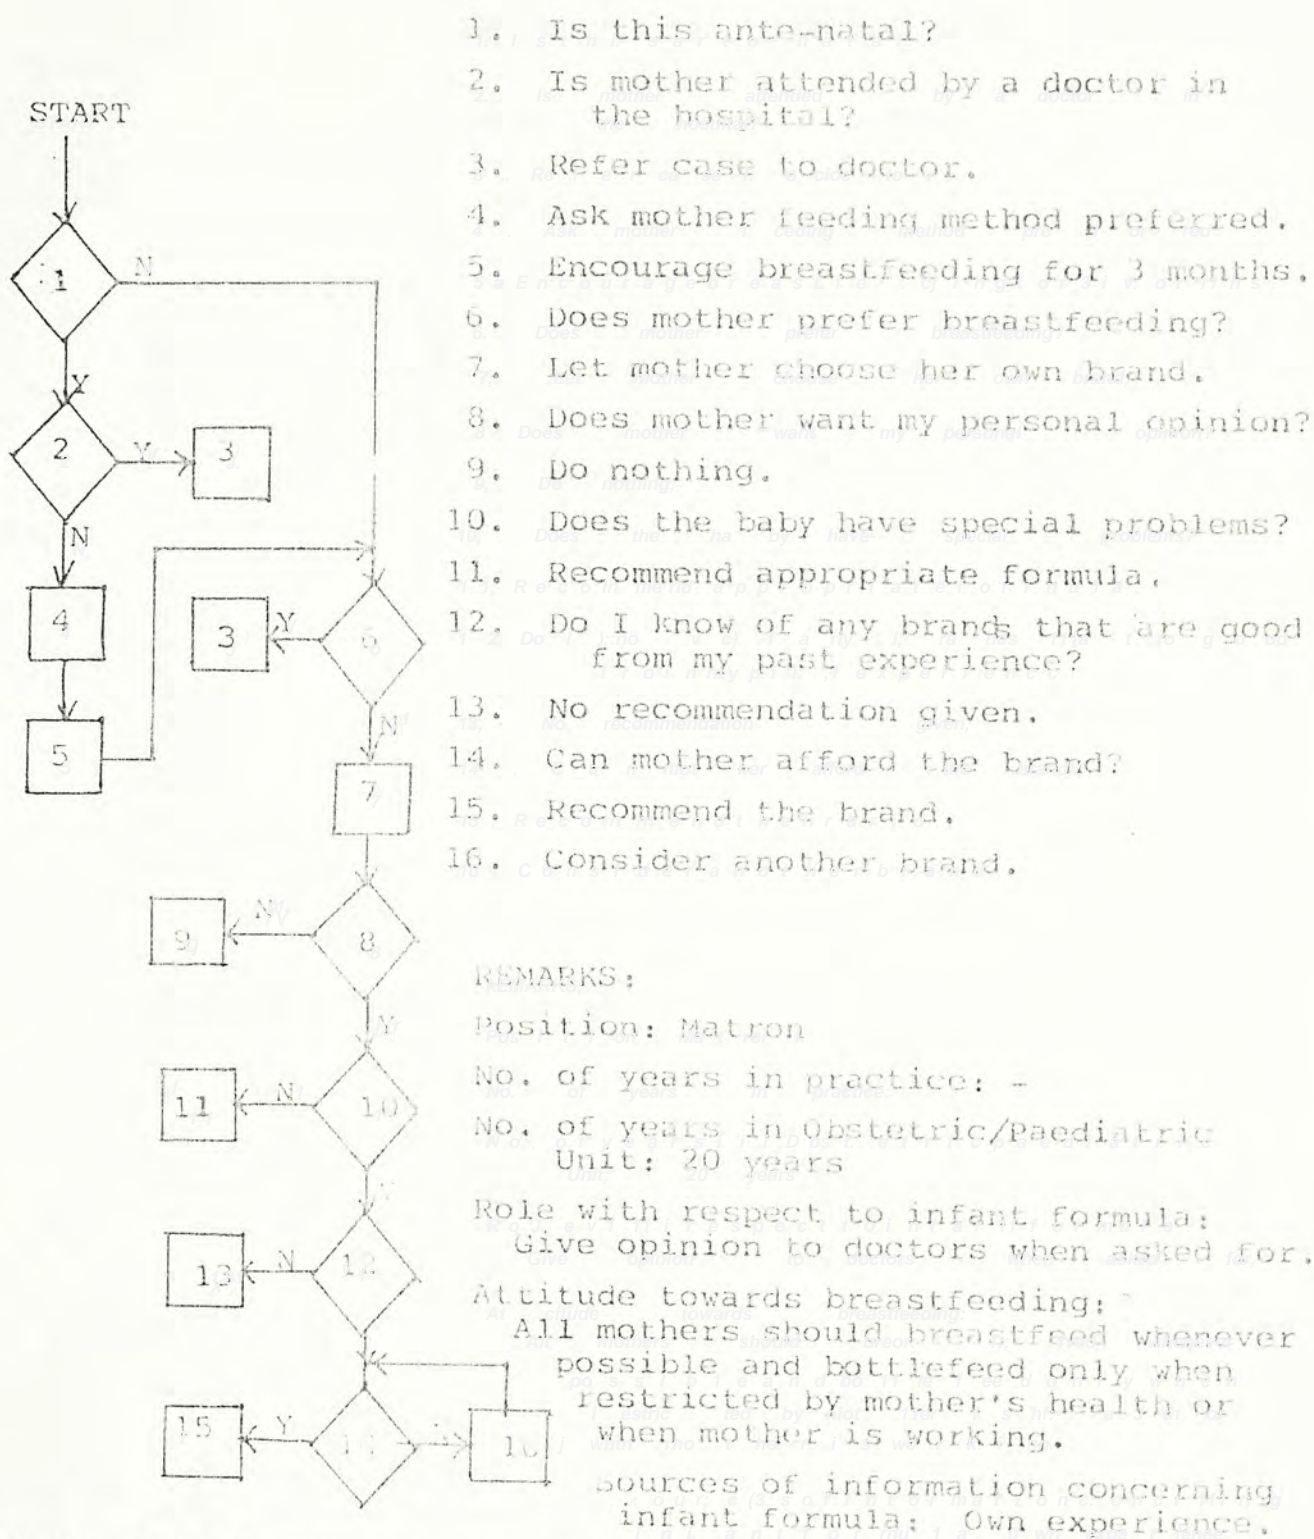 1. Is this ante-natal?
2. Is mother attended by a doctor in
the hospital?
START
3. Refer case to doctor.
4. Ask mother feeding method preferred.
5. Encourage breastfeeding for 3 months.
6. Does mother prefer breastfeeding?
7. Let mother choose her own brand.
8. Does mother want my personal opinion?
9. Do nothing.
10. Does the baby have special problems?
11. Recommend appropriate formula.
12. Do I know of any brands that are good
from my past experience?
13. No recommendation given.
14. Can mother afford the brand?
15. Recommend the brand.
16. Consider another brand.
1
N
Y
2
Y
3
N
4
3
Y
6
5
N
7
9
N
8
Y
11
N
10
Y
13
N
12
15
Y
14
16
REMARKS:
Position: Matron
No. of years in practice: -
No. of years in Obstetric/Paediatric
Unit: 20 years
Role with respect to infant formula:
Give opinion to doctors when asked for.
Attitude towards breastfeeding:
All mothers should breastfeed whenever
possible and bottlefeed only when
restricted by mother's health or
when mother is working.
Sources of information concerning
infant formula: Own experience.